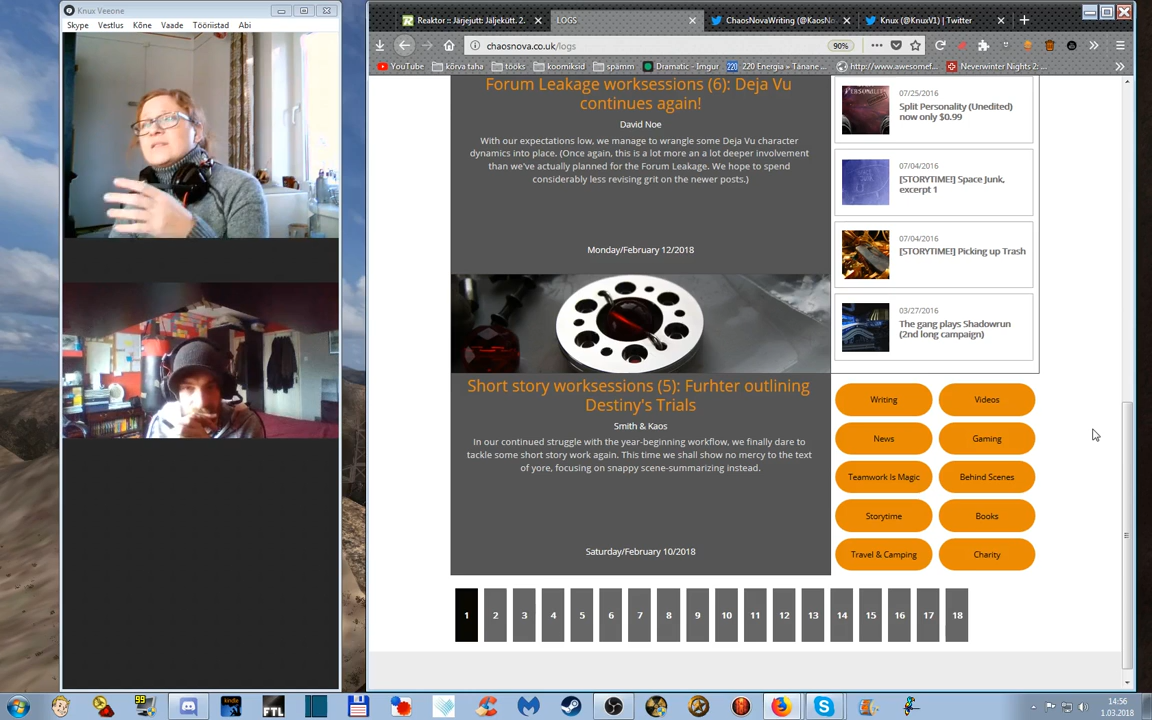 Knux Veeone
Skype Vestlus Kõne Vaade Tööriistad Abi
Reaktor :: Järjejutt: Jäljekütt. 2.
LOGS
ChaosNovaWriting (@KaosNo
Knux (@KnuxV1) | Twitter
chaosnova.co.uk/logs
90%
YouTube
kõrva taha
tööks
koomiksid
spämm
Dramatic - Imgur
220 Energia » Tänane ...
http://www.awesomef...
Neverwinter Nights 2: ...
Forum Leakage worksessions (6): Deja Vu
continues again!
David Noe
With our expectations low, we manage to wrangle some Deja Vu character
dynamics into place. (Once again, this is a lot more an a lot deeper involvement
than we've actually planned for the Forum Leakage. We hope to spend
considerably less revising grit on the newer posts.)
Monday/February 12/2018
Short story worksessions (5): Furhter outlining
Destiny's Trials
Smith & Kaos
In our continued struggle with the year-beginning workflow, we finally dare to
tackle some short story work again. This time we shall show no mercy to the text
of yore, focusing on snappy scene-summarizing instead.
Saturday/February 10/2018
1 2 3 4 5 6 7 8 9 10 11 12 13 14 15 16 17 18
07/25/2016
Split Personality (Unedited)
now only $0.99
07/04/2016
[STORYTIME!] Space Junk,
excerpt 1
07/04/2016
[STORYTIME!] Picking up Trash
03/27/2016
The gang plays Shadowrun
(2nd long campaign)
Writing
Videos
News
Gaming
Teamwork Is Magic
Behind Scenes
Storytime
Books
Travel & Camping
Charity
99
kindle
FTL
14:56
1.03.2018